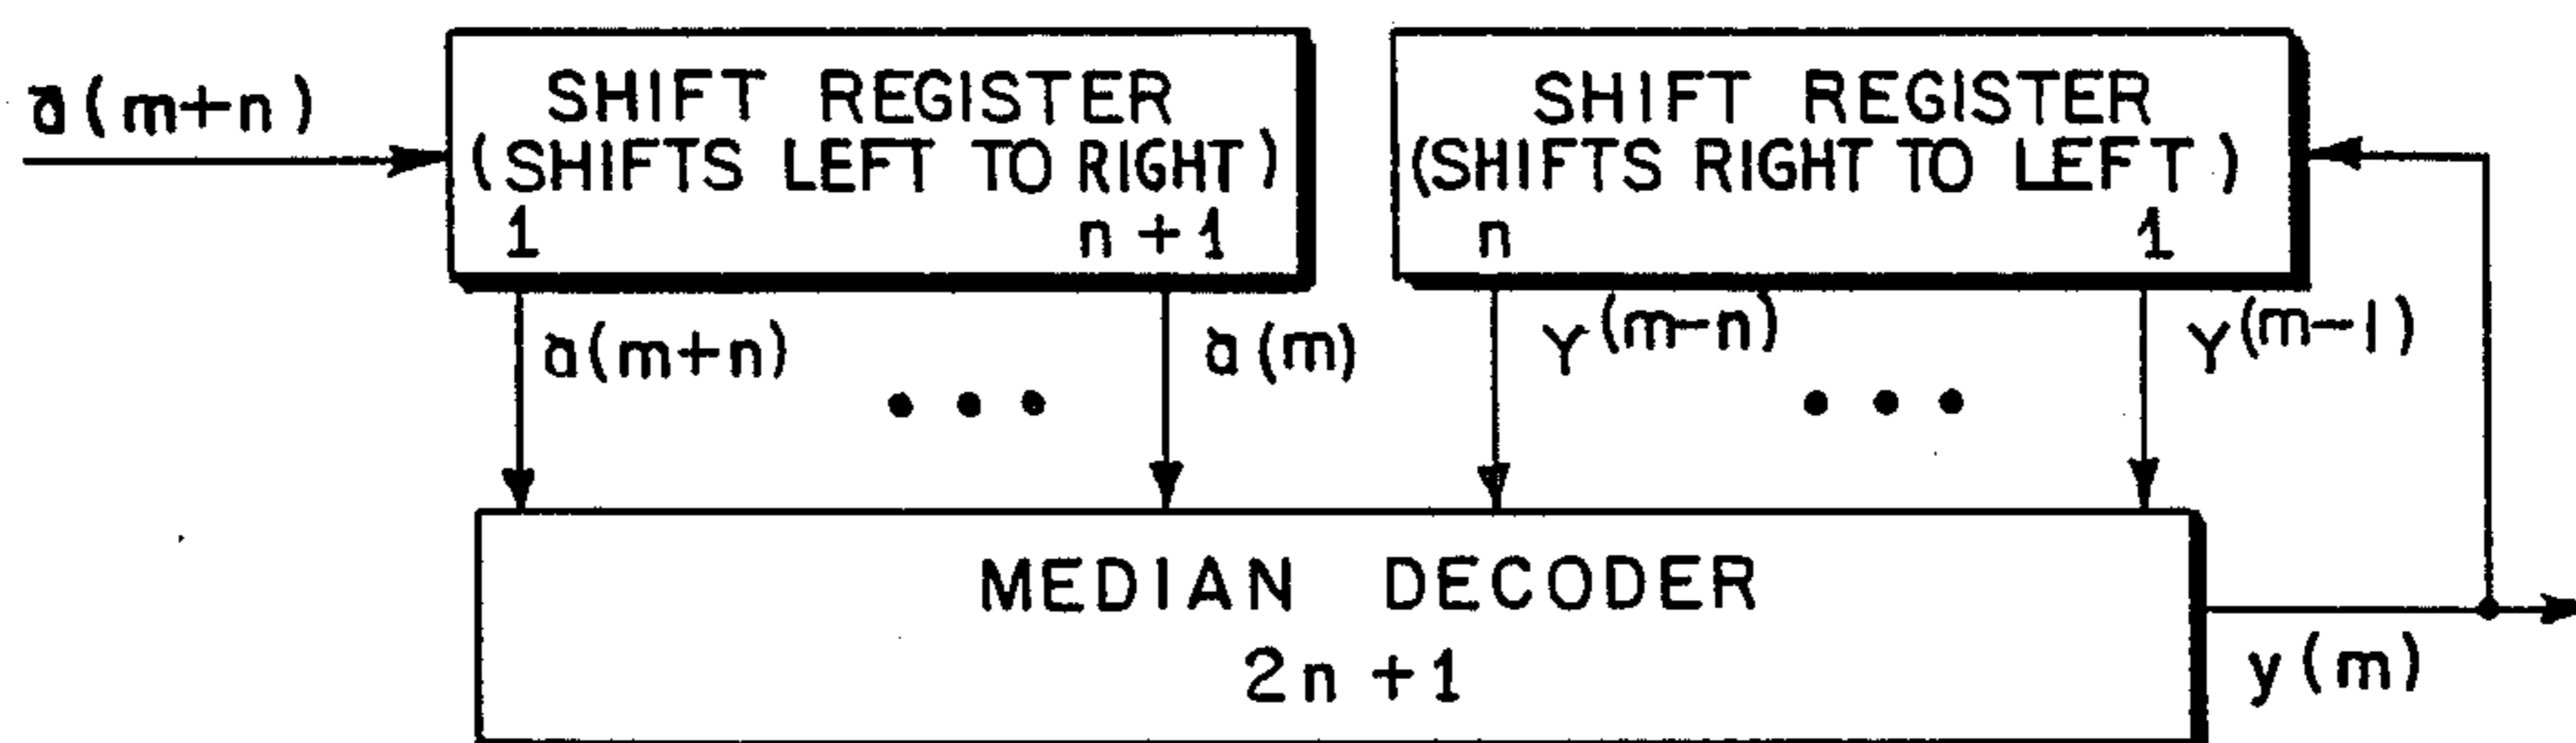 a(m+n)
SHIFT REGISTER
(SHIFTS LEFT TO RIGHT)
1 n+1
SHIFT REGISTER
(SHIFTS RIGHT TO LEFT)
n 1
a(m+n) ••• a(m) Y(m-n) ••• Y(m-1)
MEDIAN DECODER
2n+1
y(m)